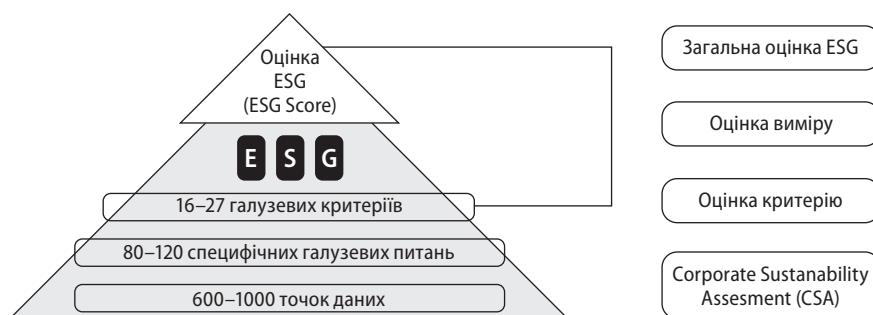 Оцінка
ESG
(ESG Score)
E S G
16–27 галузевих критеріїв
80–120 специфічних галузевих питань
600–1000 точок даних
Загальна оцінка ESG
Оцінка виміру
Оцінка критерію
Corporate Sustanability
Assesment (CSA)